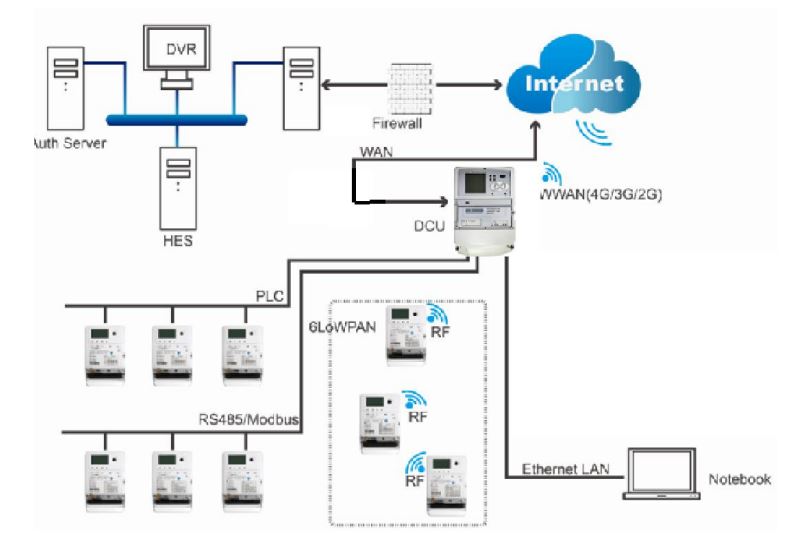 DVR
Internet
Auth Server
Firewall
WAN
WWAN(4G/3G/2G)
DCU
HES
PLC
6LoWPAN
RF
RF
RS485/Modbus
RF
Ethernet LAN
Notebook